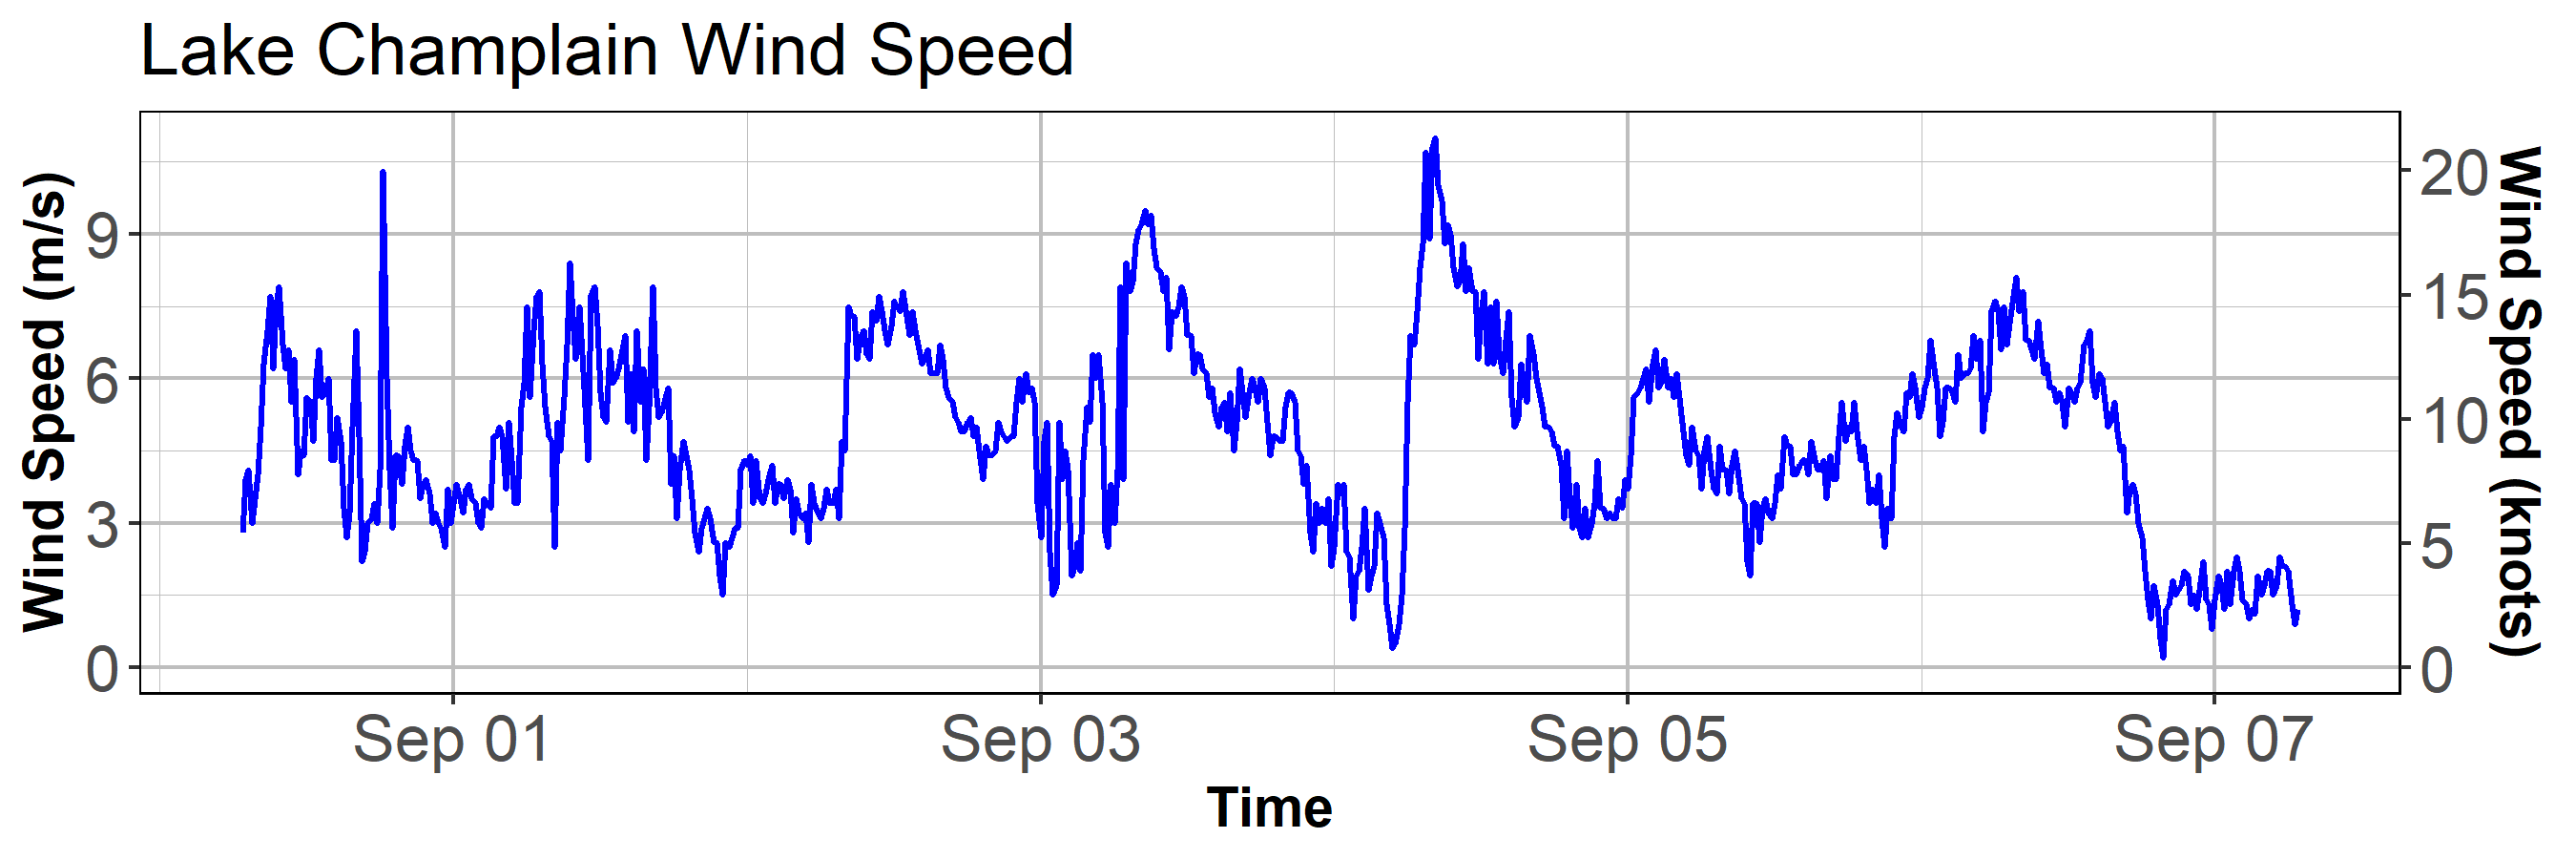 Lake Champlain Wind Speed
Wind Speed (m/s)
9
6
3
0
20
15
10
5
0
Wind Speed (knots)
Sep 01 Sep 03 Sep 05 Sep 07
Time